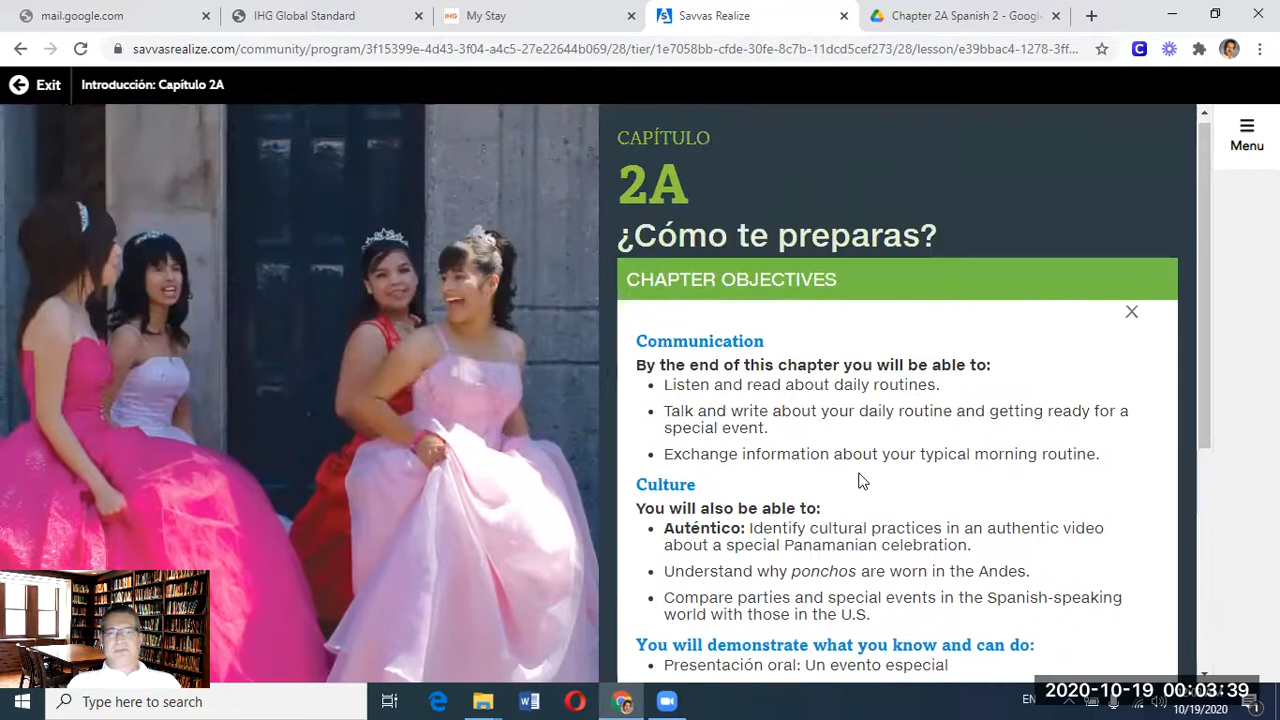 mail.google.com
IHG Global Standard
IHG
My Stay
Savvas Realize
Chapter 2A Spanish 2 - Google
savvasrealize.com/community/program/3f15399e-4d43-3f04-a4c5-27e22644b069/28/tier/1e7058bb-cfde-30fe-8c7b-11dcd5cef273/28/lesson/e39bbac4-1278-3ff...
Exit
Introducción: Capítulo 2A
Menu
CAPÍTULO
2A
¿Cómo te preparas?
CHAPTER OBJECTIVES
Communication
By the end of this chapter you will be able to:
• Listen and read about daily routines.
• Talk and write about your daily routine and getting ready for a
special event.
• Exchange information about your typical morning routine.
Culture
You will also be able to:
• Auténtico: Identify cultural practices in an authentic video
about a special Panamanian celebration.
• Understand why ponchos are worn in the Andes.
• Compare parties and special events in the Spanish-speaking
world with those in the U.S.
You will demonstrate what you know and can do:
• Presentación oral: Un evento especial
Type here to search
EN
2020-10-19 00:03:39
10/19/2020